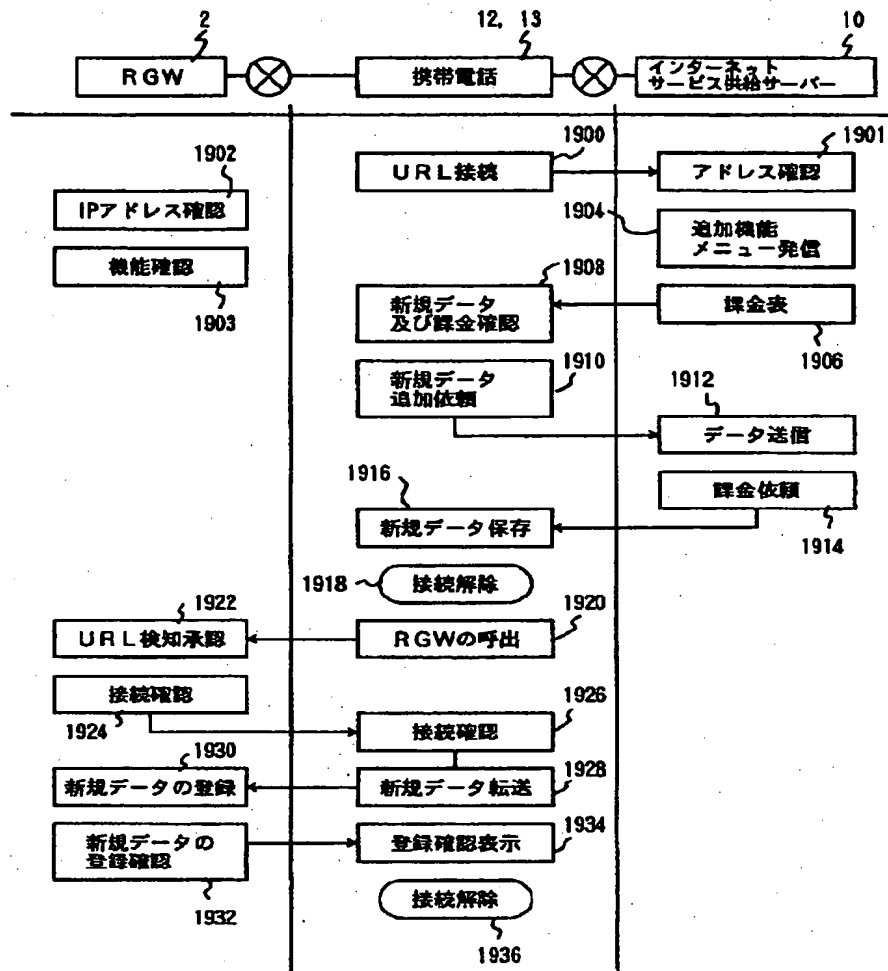 2
12, 13
10
RGW
携帯電話
インターネット
サービス供給サーバー
1900
1901
URL接続
アドレス確認
1902
IPアドレス確認
1904
追加機能
メニュー発信
機能確認
1903
1908
新規データ
及び課金確認
課金表
1906
1910
新規データ
追加依頼
1912
データ送信
1916
課金依頼
1914
新規データ保存
1918
接続解除
1922
1920
URL検知承認
RGWの呼出
接続確認
1924
1926
接続確認
1930
新規データの登録
新規データ転送
1928
1934
新規データの
登録確認
登録確認表示
1932
接続解除
1936